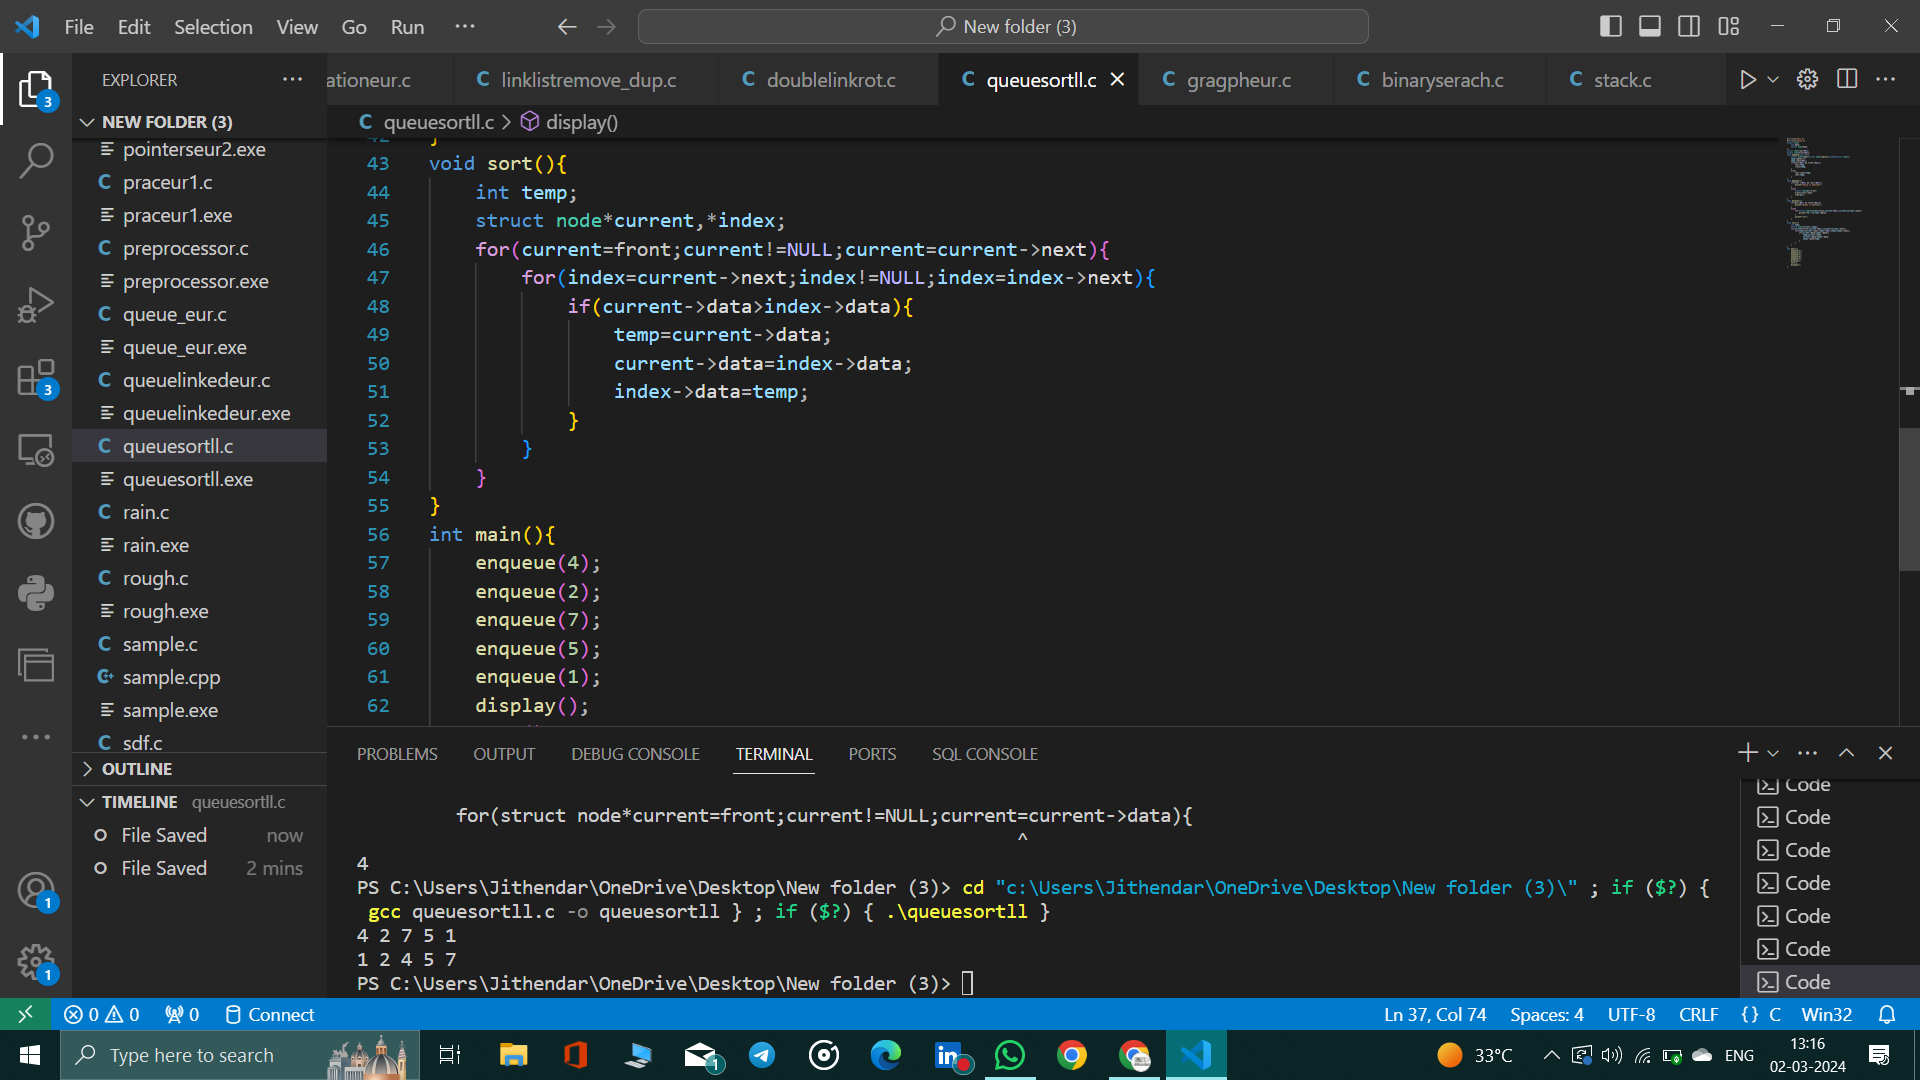 File Edit Selection View Go Run ··· New folder (3)
EXPLORER ···
ationeur.c linklistremove_dup.c doublelinkrot.c queuesortll.c gragpheur.c binaryserach.c stack.c
3
NEW FOLDER (3)
pointerseur2.exe
praceur1.c
praceur1.exe
preprocessor.c
preprocessor.exe
queue_eur.c
queue_eur.exe
queuelinkedeur.c
queuelinkedeur.exe
queuesortll.c
queuesortll.exe
rain.c
rain.exe
rough.c
rough.exe
sample.c
sample.cpp
sample.exe
sdf.c
3
OUTLINE
TIMELINE queuesortll.c
File Saved now
File Saved 2 mins
1
1
queuesortll.c > display()
42 }
43 void sort(){
44 int temp;
45 struct node*current,*index;
46 for(current=front;current!=NULL;current=current->next){
47 for(index=current->next;index!=NULL;index=index->next){
48 if(current->data>index->data){
49 temp=current->data;
50 current->data=index->data;
51 index->data=temp;
52 }
53 }
54 }
55 }
56 int main(){
57 enqueue(4);
58 enqueue(2);
59 enqueue(7);
60 enqueue(5);
61 enqueue(1);
62 display();
PROBLEMS OUTPUT DEBUG CONSOLE TERMINAL PORTS SQL CONSOLE
for(struct node*current=front;current!=NULL;current=current->data){
^
4
PS C:\Users\Jithendar\OneDrive\Desktop\New folder (3)> cd "c:\Users\Jithendar\OneDrive\Desktop\New folder (3)\" ; if ($?) {
gcc queuesortll.c -o queuesortll } ; if ($?) { .\queuesortll }
4 2 7 5 1
1 2 4 5 7
PS C:\Users\Jithendar\OneDrive\Desktop\New folder (3)>
Code
Code
Code
Code
Code
Code
Code
0 0 0 Connect Ln 37, Col 74 Spaces: 4 UTF-8 CRLF {} C Win32
Type here to search 1 33°C ENG 13:16
02-03-2024